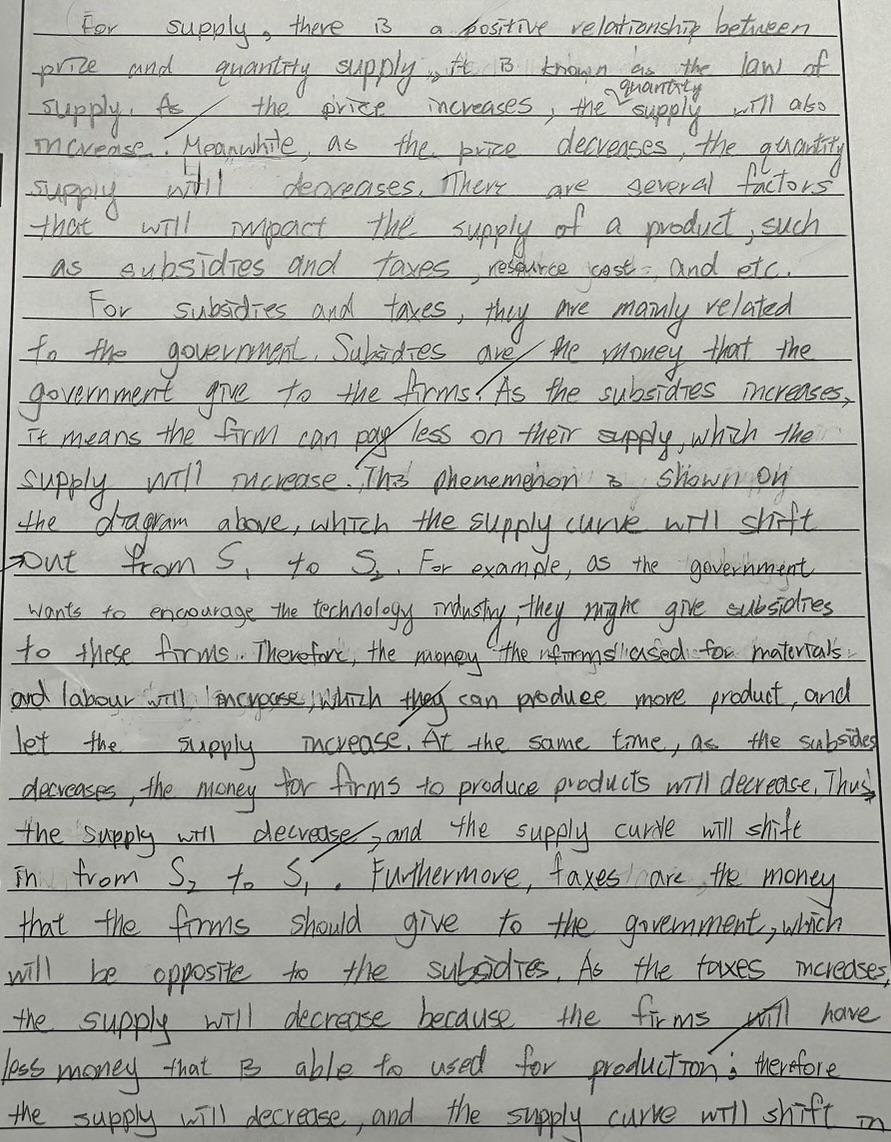 For supply, there is a positive relationship between
price and quantity supply, it is known as the law of
supply. As the price increases, the quantity supply will also
increase. Meanwhile, as the price decreases, the quantity
supply will decreases. There are several factors
that will impact the supply of a product, such
as subsidies and taxes, resource cost, and etc.
For subsidies and taxes, they are mainly related
to the government. Subsidies are the money that the
government give to the firms. As the subsidies increases,
it means the firm can pay less on their supply, which the
supply will increase. This phenemenon is shown on
the diagram above, which the supply curve will shift
out from S1 to S2. For example, as the government
wants to encourage the technology industry, they might give subsidies
to these firms. Therefore, the money the firms used for materials
and labour will increase, which they can produce more product, and
let the supply increase. At the same time, as the subsides
decreases, the money for firms to produce products will decrease. Thus,
the supply will decrease, and the supply curve will shift
in from S2 to S1. Furthermore, taxes are the money
that the firms should give to the government, which
will be opposite to the subsidies. As the taxes increases,
the supply will decrease because the firms will have
less money that is able to used for production; therefore
the supply will decrease, and the supply curve will shift in